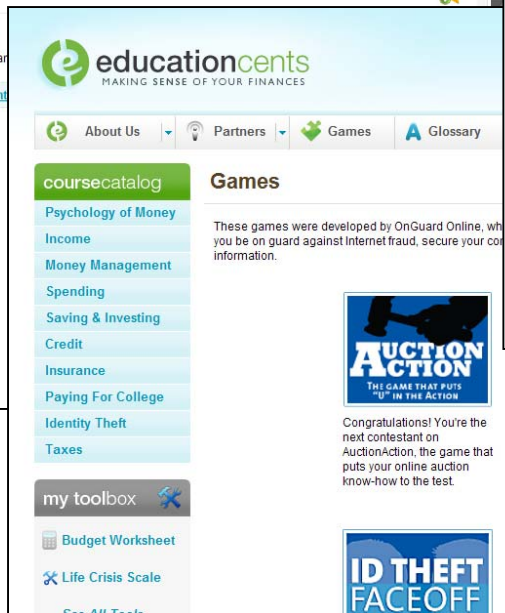 educationcents
MAKING SENSE OF YOUR FINANCES
About Us
Partners
Games
Glossary
coursecatalog
Psychology of Money
Income
Money Management
Spending
Saving & Investing
Credit
Insurance
Paying For College
Identity Theft
Taxes
my toolbox
Budget Worksheet
Life Crisis Scale
See All Tools
Games
These games were developed by OnGuard Online, wh
you be on guard against Internet fraud, secure your co
information.
AUCTION
ACTION
THE GAME THAT PUTS
"U" IN THE ACTION
Congratulations! You're the
next contestant on
AuctionAction, the game that
puts your online auction
know-how to the test.
ID THEFT
FACEOFF